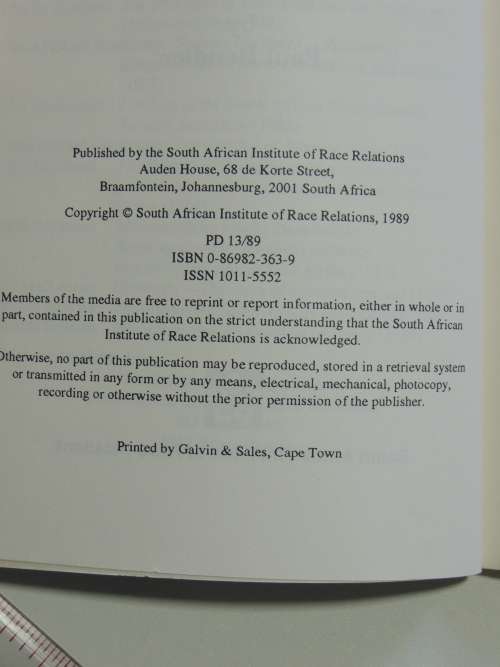 Published by the South African Institute of Race Relations
Auden House, 68 de Korte Street,
Braamfontein, Johannesburg, 2001 South Africa
Copyright © South African Institute of Race Relations, 1989
PD 13/89
ISBN 0-86982-363-9
ISSN 1011-5552
Members of the media are free to reprint or report information, either in whole or in
part, contained in this publication on the strict understanding that the South African
Institute of Race Relations is acknowledged.
Otherwise, no part of this publication may be reproduced, stored in a retrieval system
or transmitted in any form or by any means, electrical, mechanical, photocopy,
recording or otherwise without the prior permission of the publisher.
Printed by Galvin & Sales, Cape Town